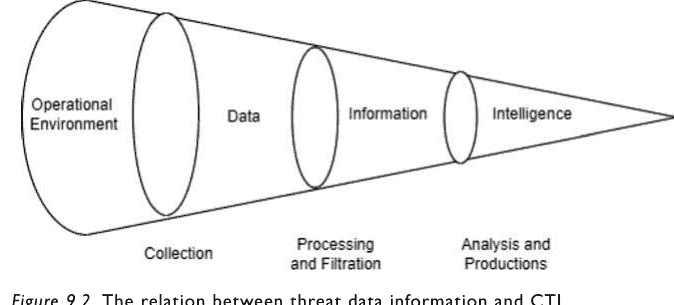 Operational
Environment
Data
Information
Intelligence
Collection
Processing
and Filtration
Analysis and
Productions
Figure 9.2 The relation between threat data information and CTI